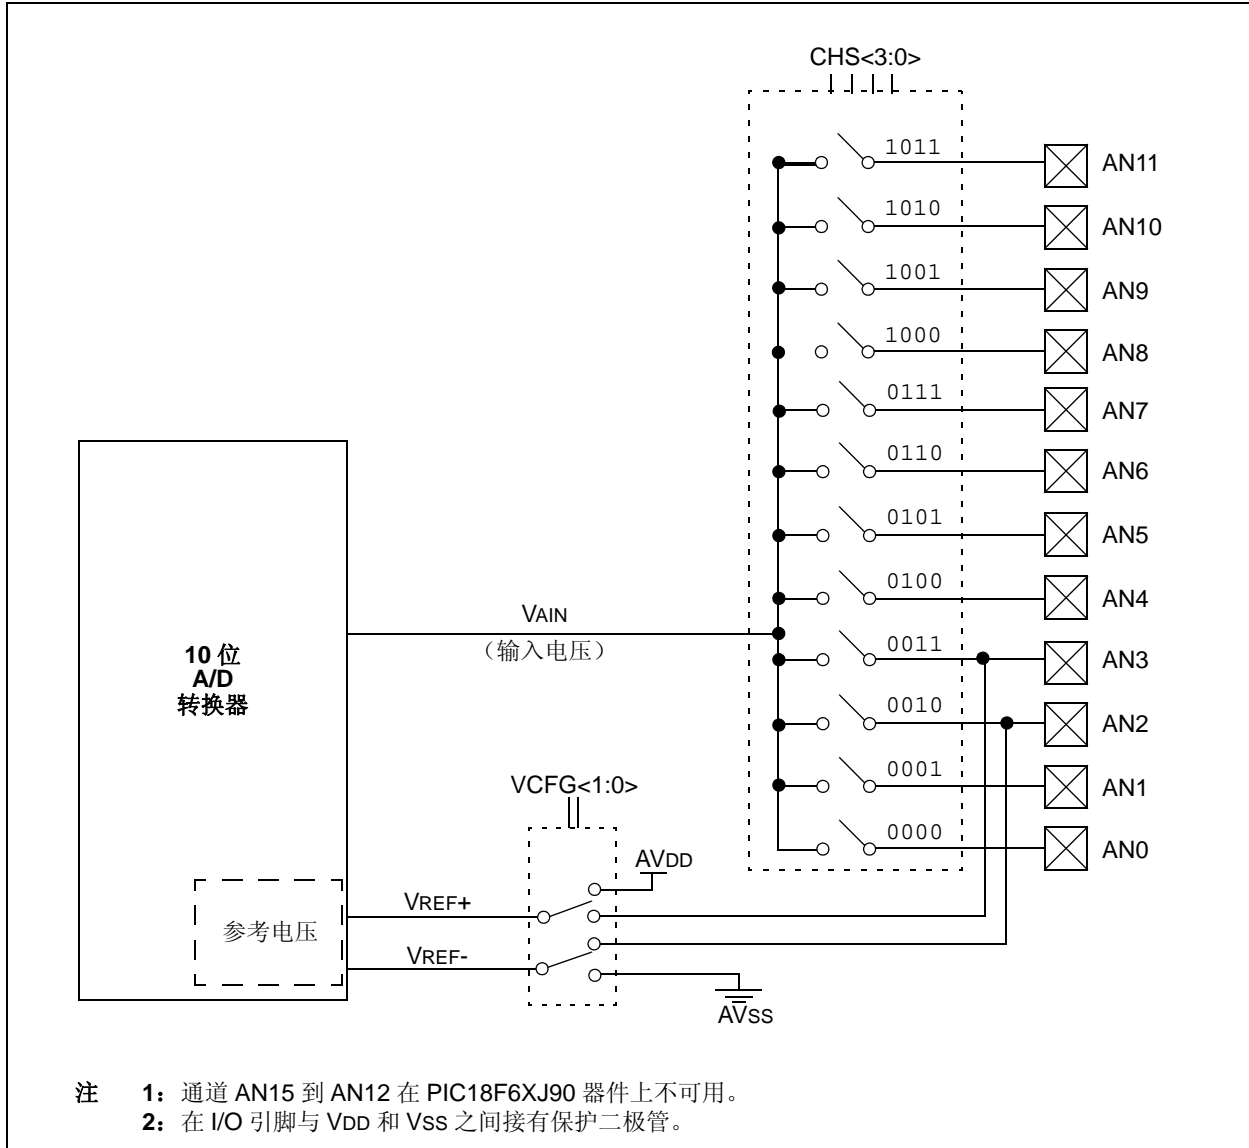 CHS<3:0>
1011 AN11
1010 AN10
1001 AN9
1000 AN8
0111 AN7
0110 AN6
0101 AN5
0100 AN4
VAIN
（输入电压）
0011 AN3
10 位
A/D
转换器
0010 AN2
0001 AN1
VCFG<1:0>
0000 AN0
AVDD
VREF+
参考电压
VREF-
AVSS
注 1：通道 AN15 到 AN12 在 PIC18F6XJ90 器件上不可用。
2：在 I/O 引脚与 VDD 和 VSS 之间接有保护二极管。